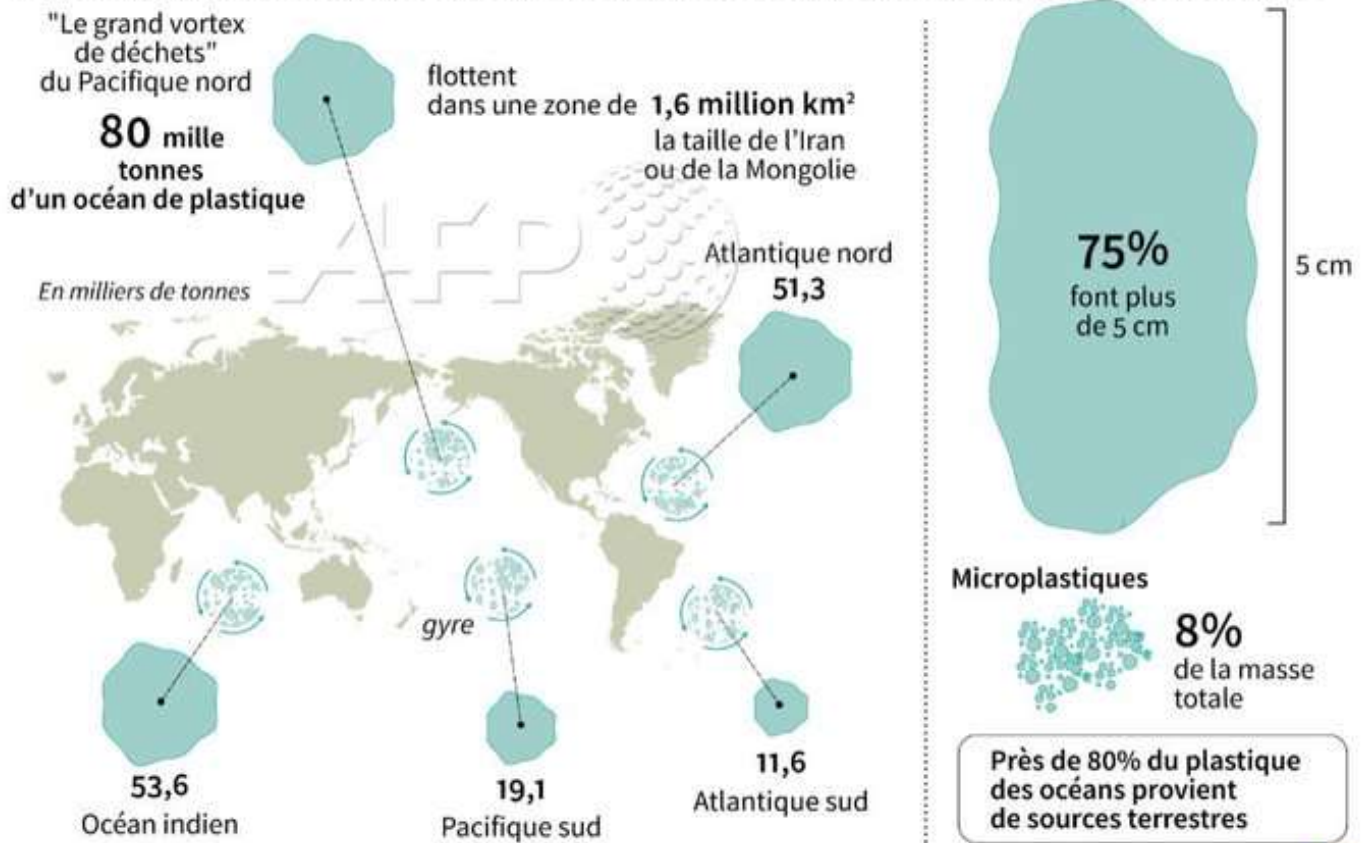 "Le grand vortex
de déchets"
du Pacifique nord
80 mille
tonnes
d'un océan de plastique
flottent
dans une zone de 1,6 million km²
la taille de l'Iran
ou de la Mongolie
AFP
En milliers de tonnes
Atlantique nord
51,3
gyre
53,6
Océan indien
19,1
Pacifique sud
11,6
Atlantique sud
75%
font plus
de 5 cm
5 cm
Microplastiques
8%
de la masse
totale
Près de 80% du plastique
des océans provient
de sources terrestres